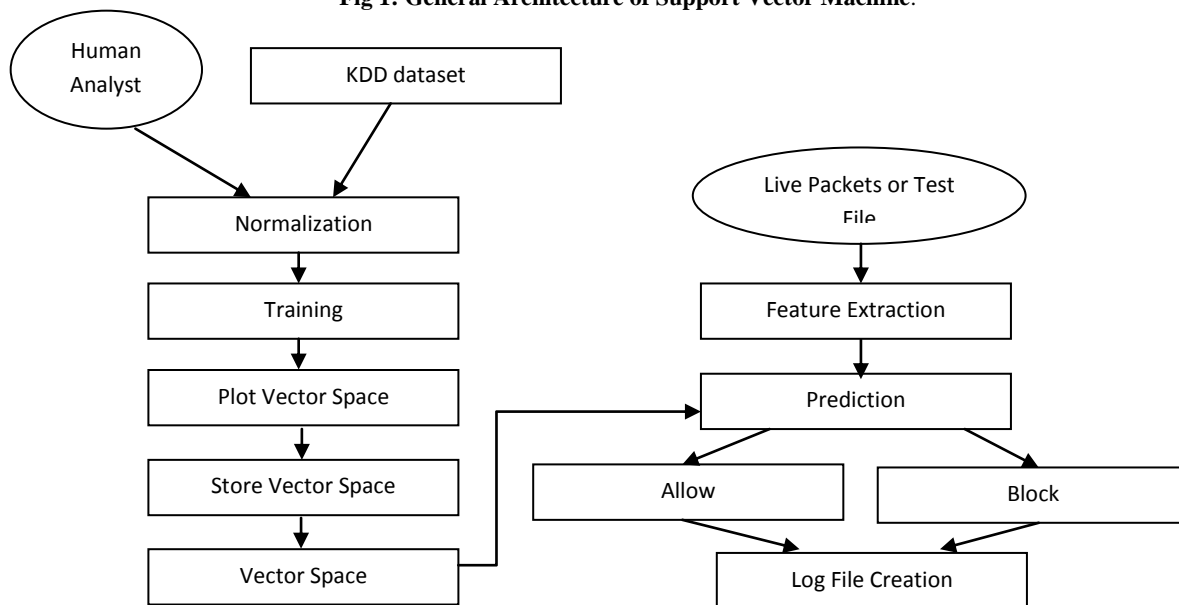 Fig 1: General Architecture of Support Vector Machine.
Human
Analyst
KDD dataset
Normalization
Training
Plot Vector Space
Store Vector Space
Vector Space
Live Packets or Test
File
Feature Extraction
Prediction
Allow
Block
Log File Creation